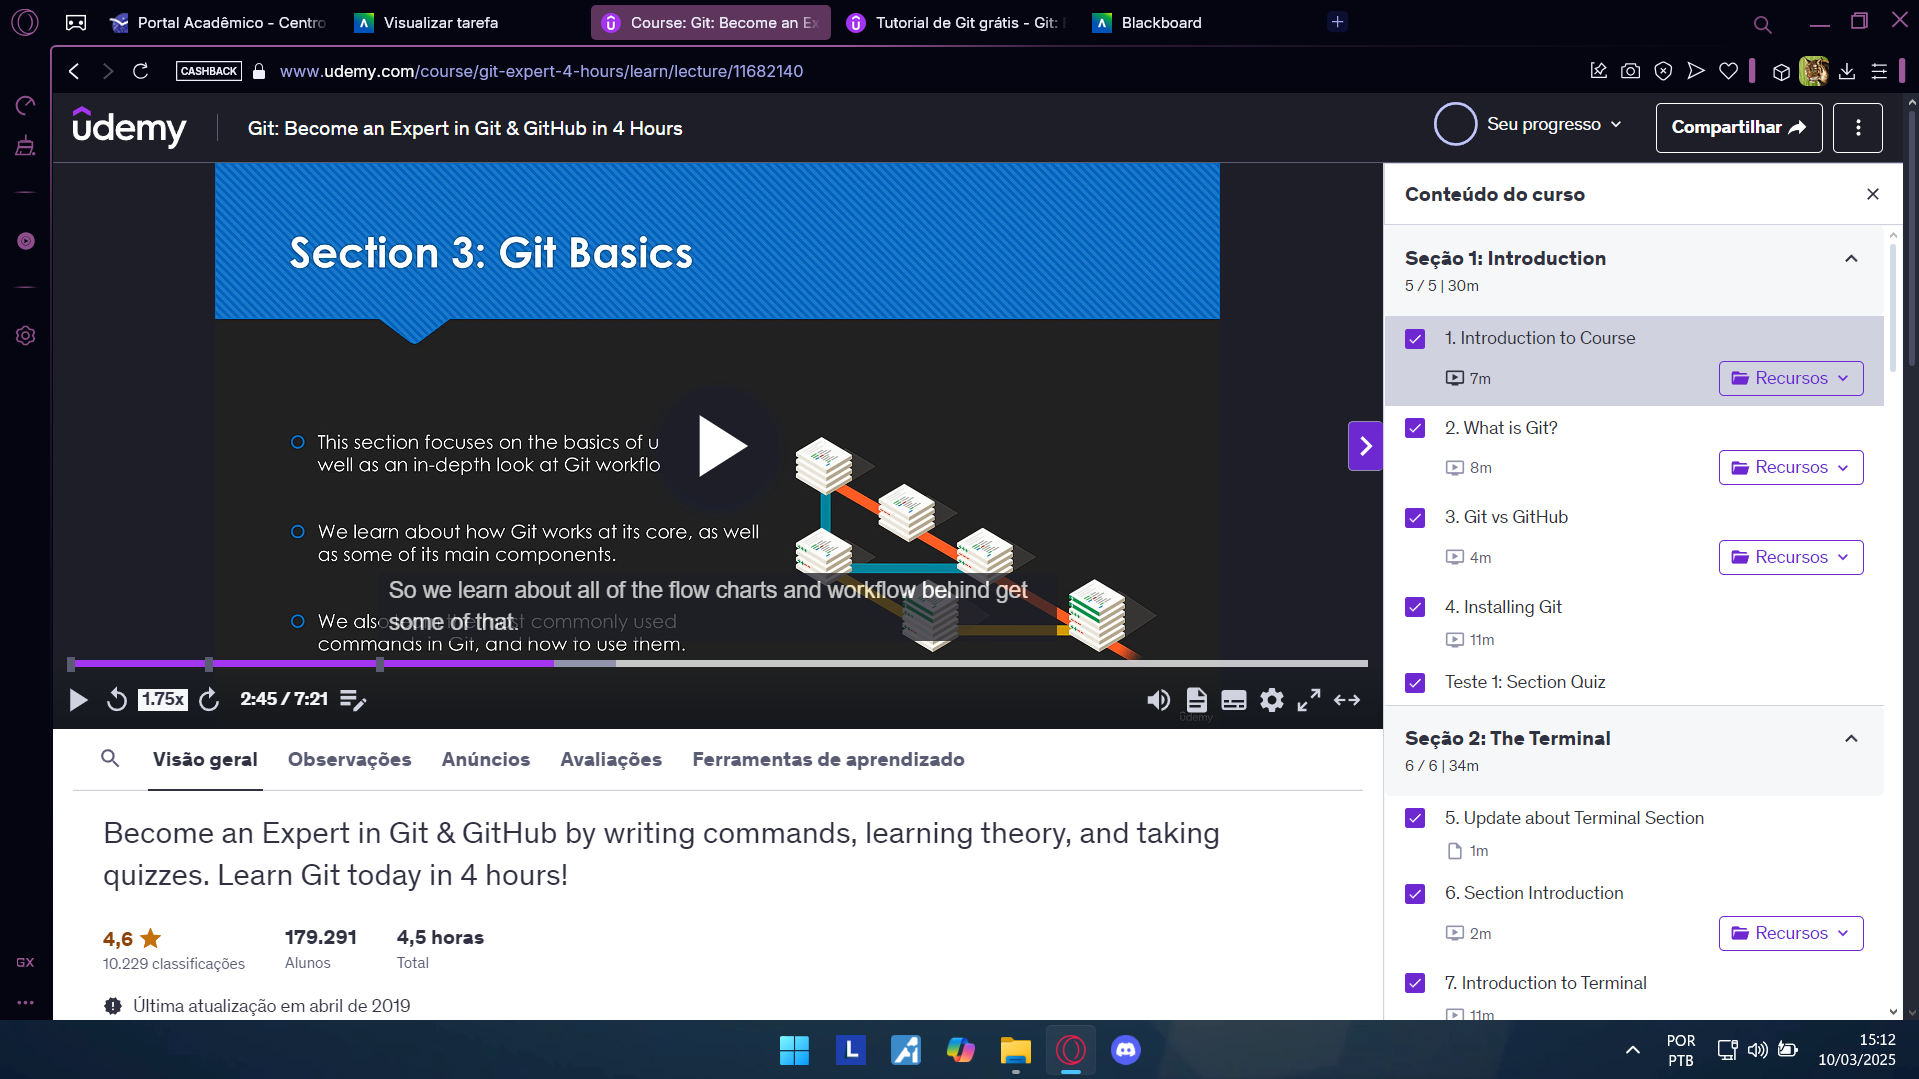 Portal Acadêmico - Centro
Visualizar tarefa
Course: Git: Become an Ex
Tutorial de Git grátis - Git:
Blackboard
CASHBACK
www.udemy.com/course/git-expert-4-hours/learn/lecture/11682140
udemy
Git: Become an Expert in Git & GitHub in 4 Hours
Seu progresso
Compartilhar
Section 3: Git Basics
This section focuses on the basics of u
well as an in-depth look at Git workflo
We learn about how Git works at its core, as well
as some of its main components.
So we learn about all of the flow charts and workflow behind get
some of that.
We also commonly used
commands in Git, and how to use them.
1.75x
2:45 / 7:21
udemy
Visão geral
Observações
Anúncios
Avaliações
Ferramentas de aprendizado
Become an Expert in Git & GitHub by writing commands, learning theory, and taking
quizzes. Learn Git today in 4 hours!
4,6
179.291
4,5 horas
10.229 classificações
Alunos
Total
Última atualização em abril de 2019
Conteúdo do curso
Seção 1: Introduction
5 / 5 | 30m
1. Introduction to Course
7m
Recursos
2. What is Git?
8m
Recursos
3. Git vs GitHub
4m
Recursos
4. Installing Git
11m
Teste 1: Section Quiz
Seção 2: The Terminal
6 / 6 | 34m
5. Update about Terminal Section
1m
6. Section Introduction
2m
Recursos
7. Introduction to Terminal
11m
GX
L
POR
PTB
15:12
10/03/2025